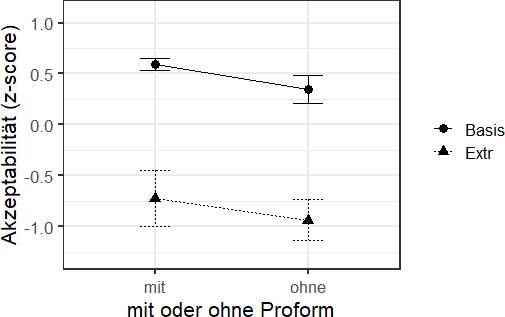 Akzeptabilität (z-score)
1.0
0.5
0.0
-0.5
-1.0
mit
ohne
mit oder ohne Proform
Basis
Extr